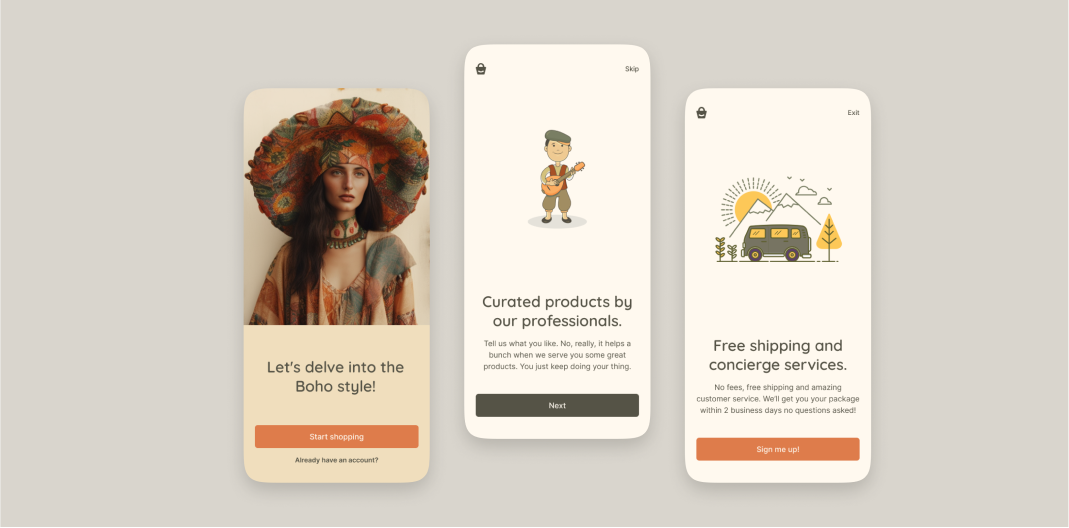 Let's delve into the
Boho style!
Start shopping
Already have an account?
Skip
Curated products by
our professionals.
Tell us what you like. No, really, it helps a
bunch when we serve you some great
products. You just keep doing your thing.
Next
Exit
Free shipping and
concierge services.
No fees, free shipping and amazing
customer service. We'll get you your package
within 2 business days no questions asked!
Sign me up!